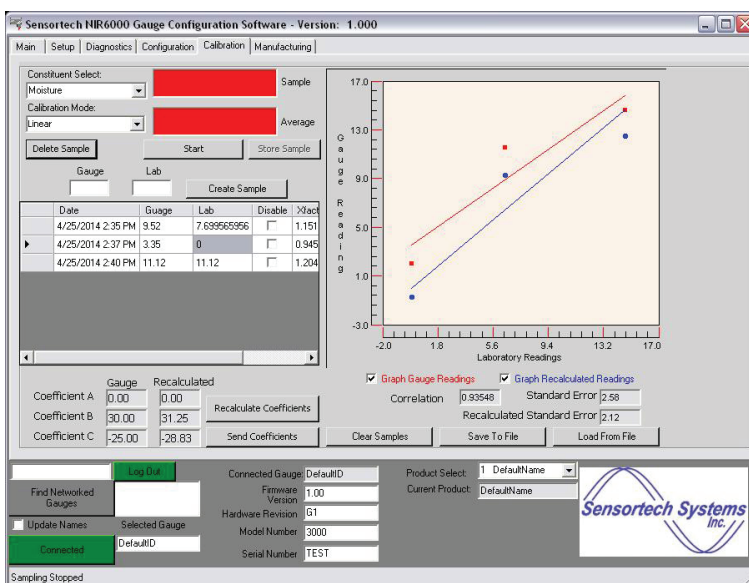 Sensortech NIR6000 Gauge Configuration Software - Version: 1.000
Main Setup Diagnostics Configuration Calibration Manufacturing
Constituent Select:
Moisture
Sample
Calibration Mode:
Linear
Average
Delete Sample Start Store Sample
Gauge Lab
Create Sample
Date Guage Lab Disable Xfact
4/25/2014 2:35 PM 9.52 7.699565956 1.151
4/25/2014 2:37 PM 3.35 0 0.945
4/25/2014 2:40 PM 11.12 11.12 1.204
Gauge Recalculated
Coefficient A 0.00 0.00
Coefficient B 30.00 31.25
Coefficient C -25.00 -28.83
Recalculate Coefficients
Send Coefficients
Gauge Reading
17.0
13.0
9.0
5.0
1.0
-3.0
-2.0 1.8 5.6 9.4 13.2 17.0
Laboratory Readings
Graph Gauge Readings Graph Recalculated Readings
Correlation 0.93548 Standard Error 2.58
Recalculated Standard Error 2.12
Clear Samples Save To File Load From File
Log Out
Find Networked Gauges
Update Names Selected Gauge
Connected DefaultID
Connected Gauge: DefaultID
Firmware Version 1.00
Hardware Revision G1
Model Number 3000
Serial Number TEST
Product Select: 1 DefaultName
Current Product: DefaultName
Sensortech Systems
Inc.
Sampling Stopped